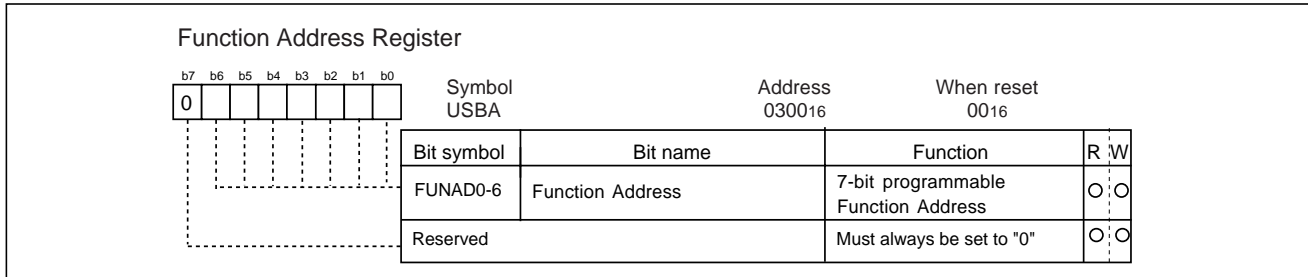 Function Address Register
b7 b6 b5 b4 b3 b2 b1 b0
0
Symbol Address When reset
USBA 030016 0016
Bit symbol Bit name Function R W
FUNAD0-6 Function Address 7-bit programmable Function Address O O
Reserved Must always be set to "0" O O